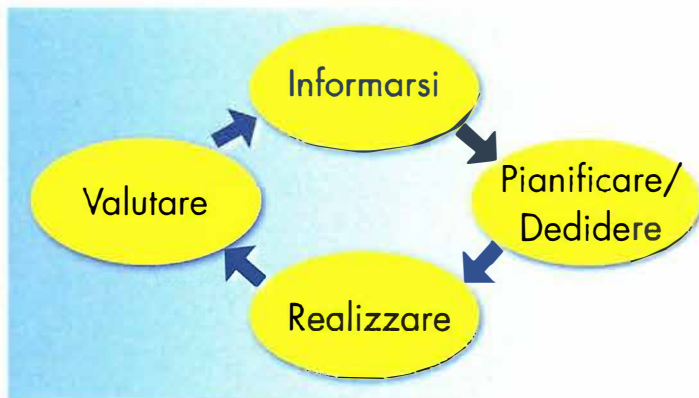 Informarsi
Pianificare/
Dedidere
Realizzare
Valutare